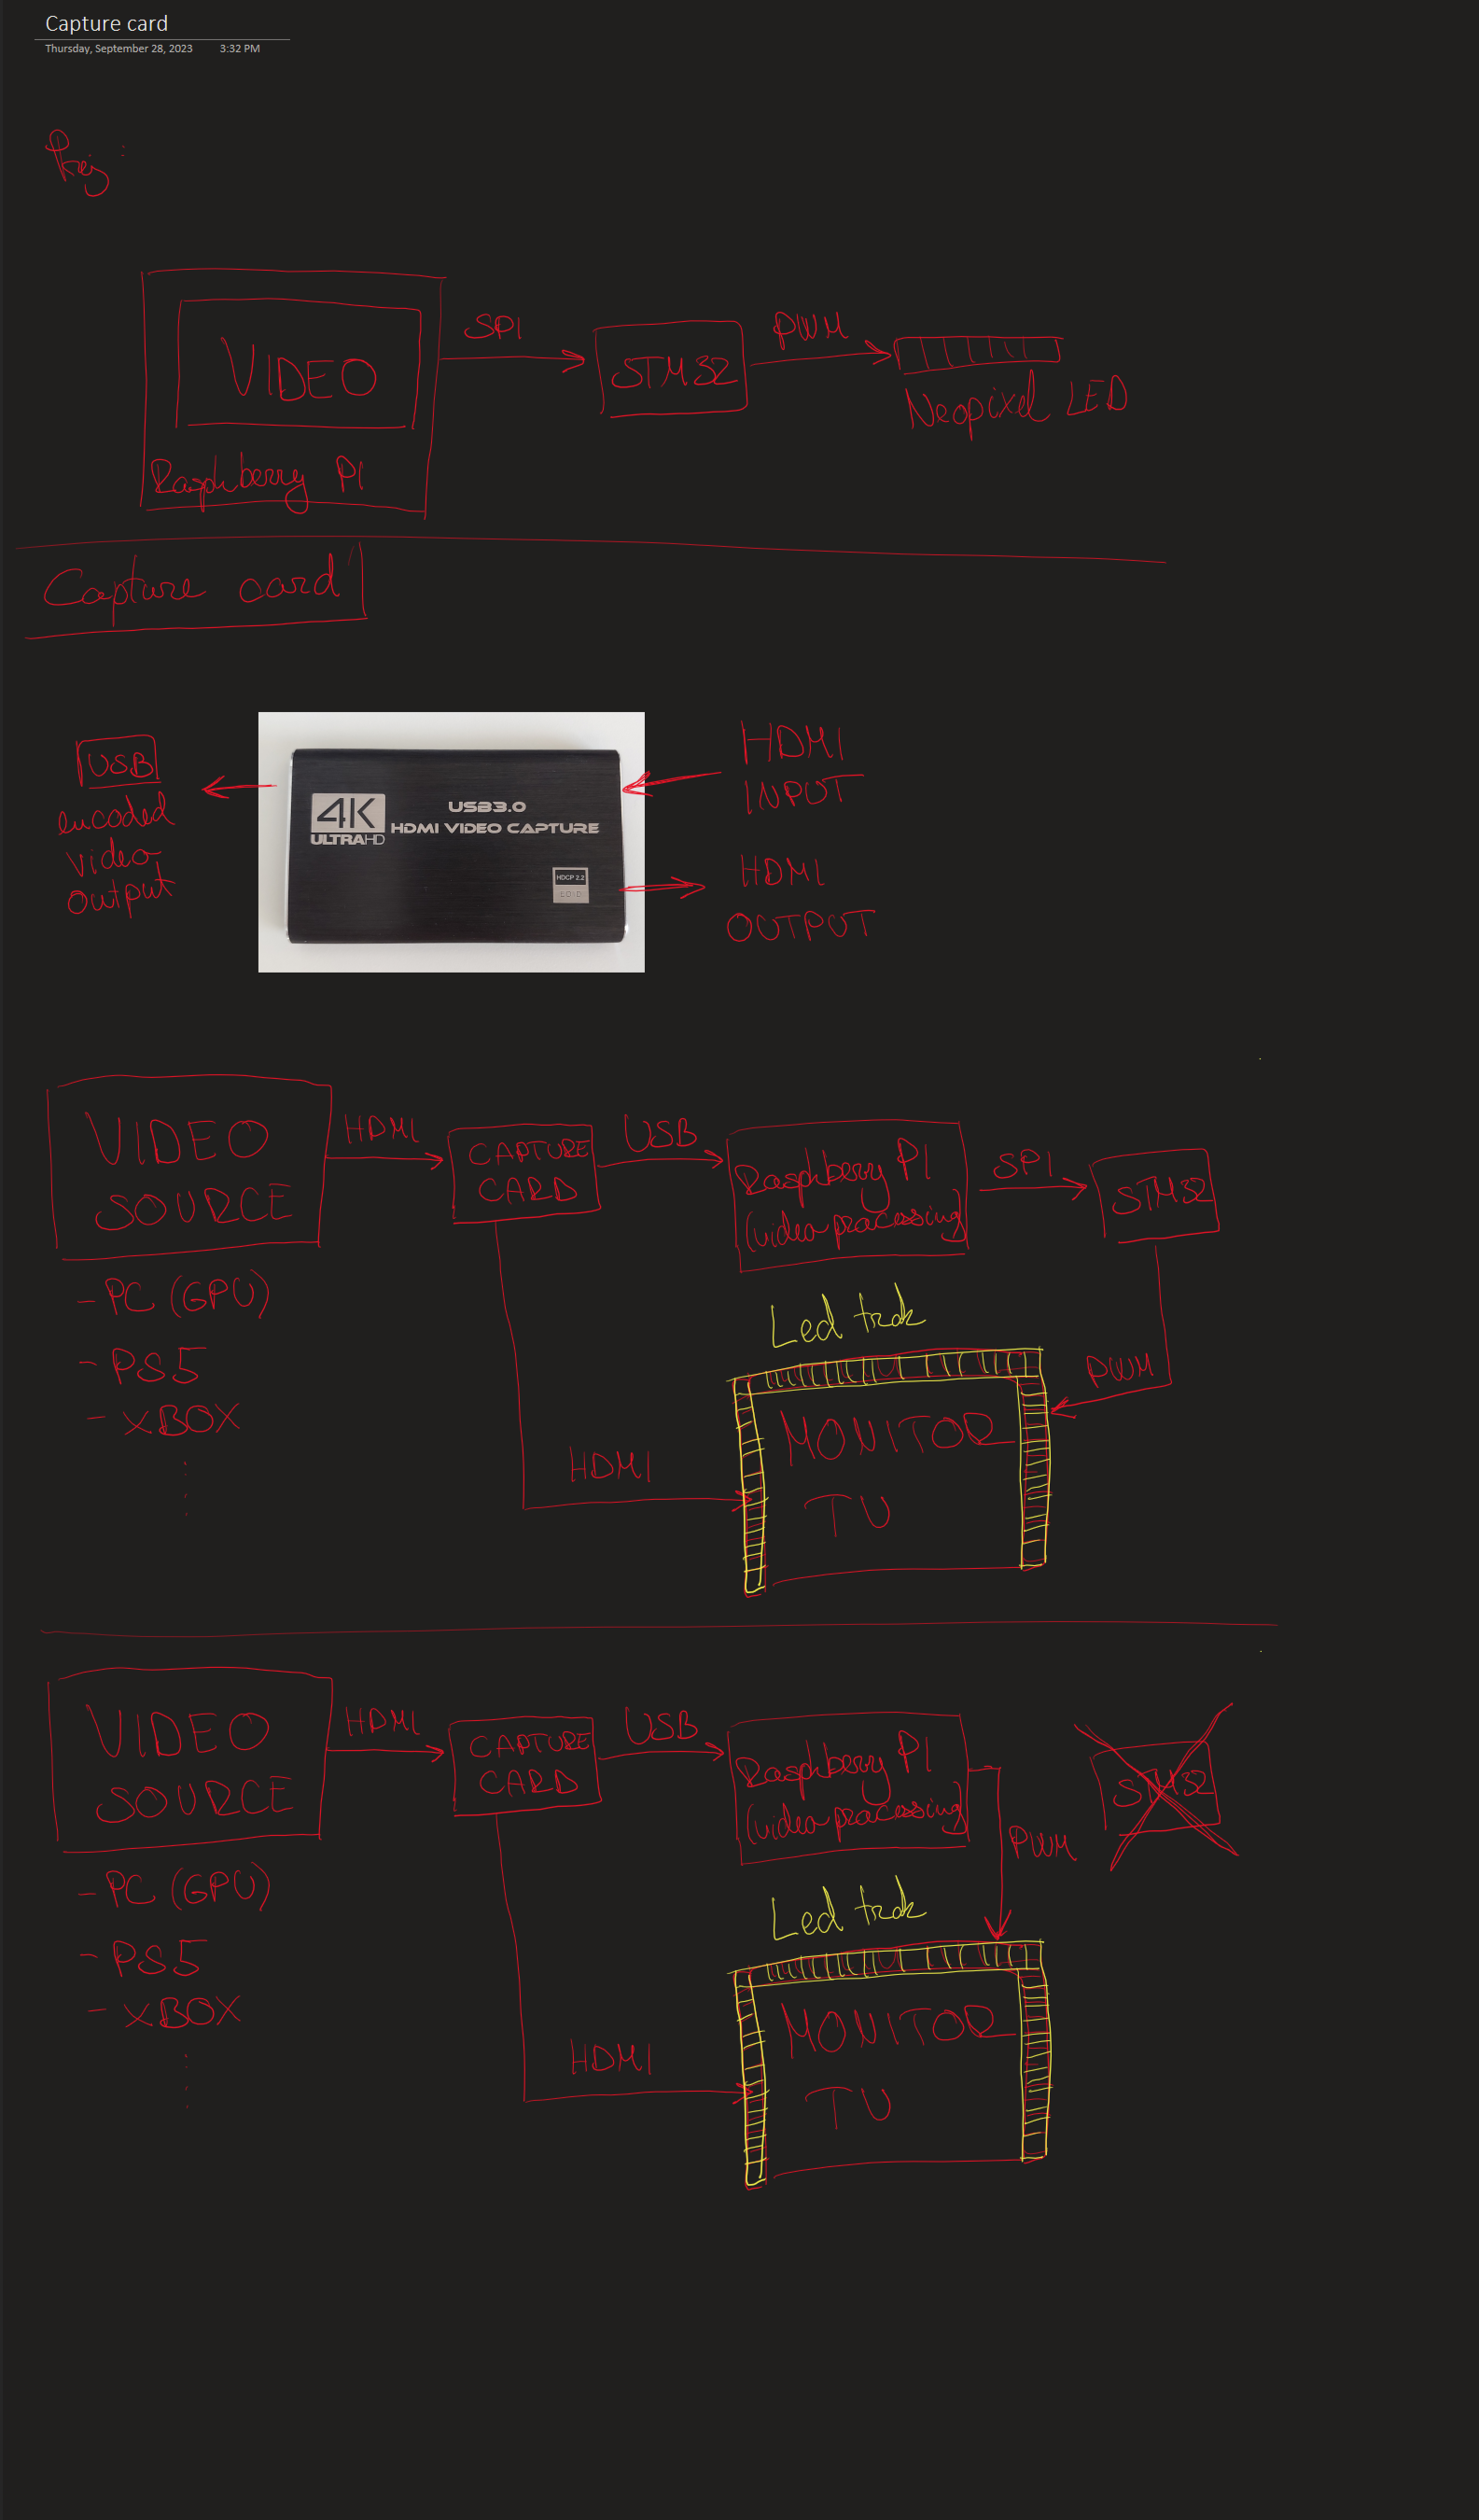 Capture card
Thursday, September 28, 2023 3:32 PM
VIDEO
Raspberry PI
SPI
STM32
PWM
Neopixel LED
Capture card
USB
encoded
video
output
4K
ULTRAHD
USB3.0
HDMI VIDEO CAPTURE
HDCP 2.2
EDID
HDMI
INPUT
HDMI
OUTPUT
VIDEO
SOURCE
- PC (GPU)
- PS5
- XBOX
HDMI
CAPTURE
CARD
USB
Raspberry PI
(video processing)
SPI
STM32
PWM
Led track
HDMI
MONITOR
TV
VIDEO
SOURCE
- PC (GPU)
- PS5
- XBOX
HDMI
CAPTURE
CARD
USB
Raspberry PI
(video processing)
PWM
STM32
Led track
HDMI
MONITOR
TV